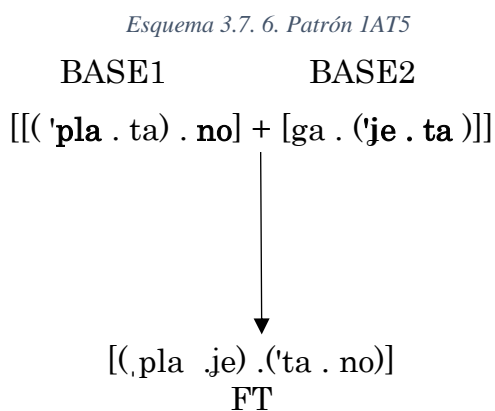 Esquema 3.7. 6. Patrón 1AT5
BASE1 BASE2
[[( 'pla . ta) . no] + [ga . ('je . ta )]]
[(ˌpla .je) .('ta . no)]
FT